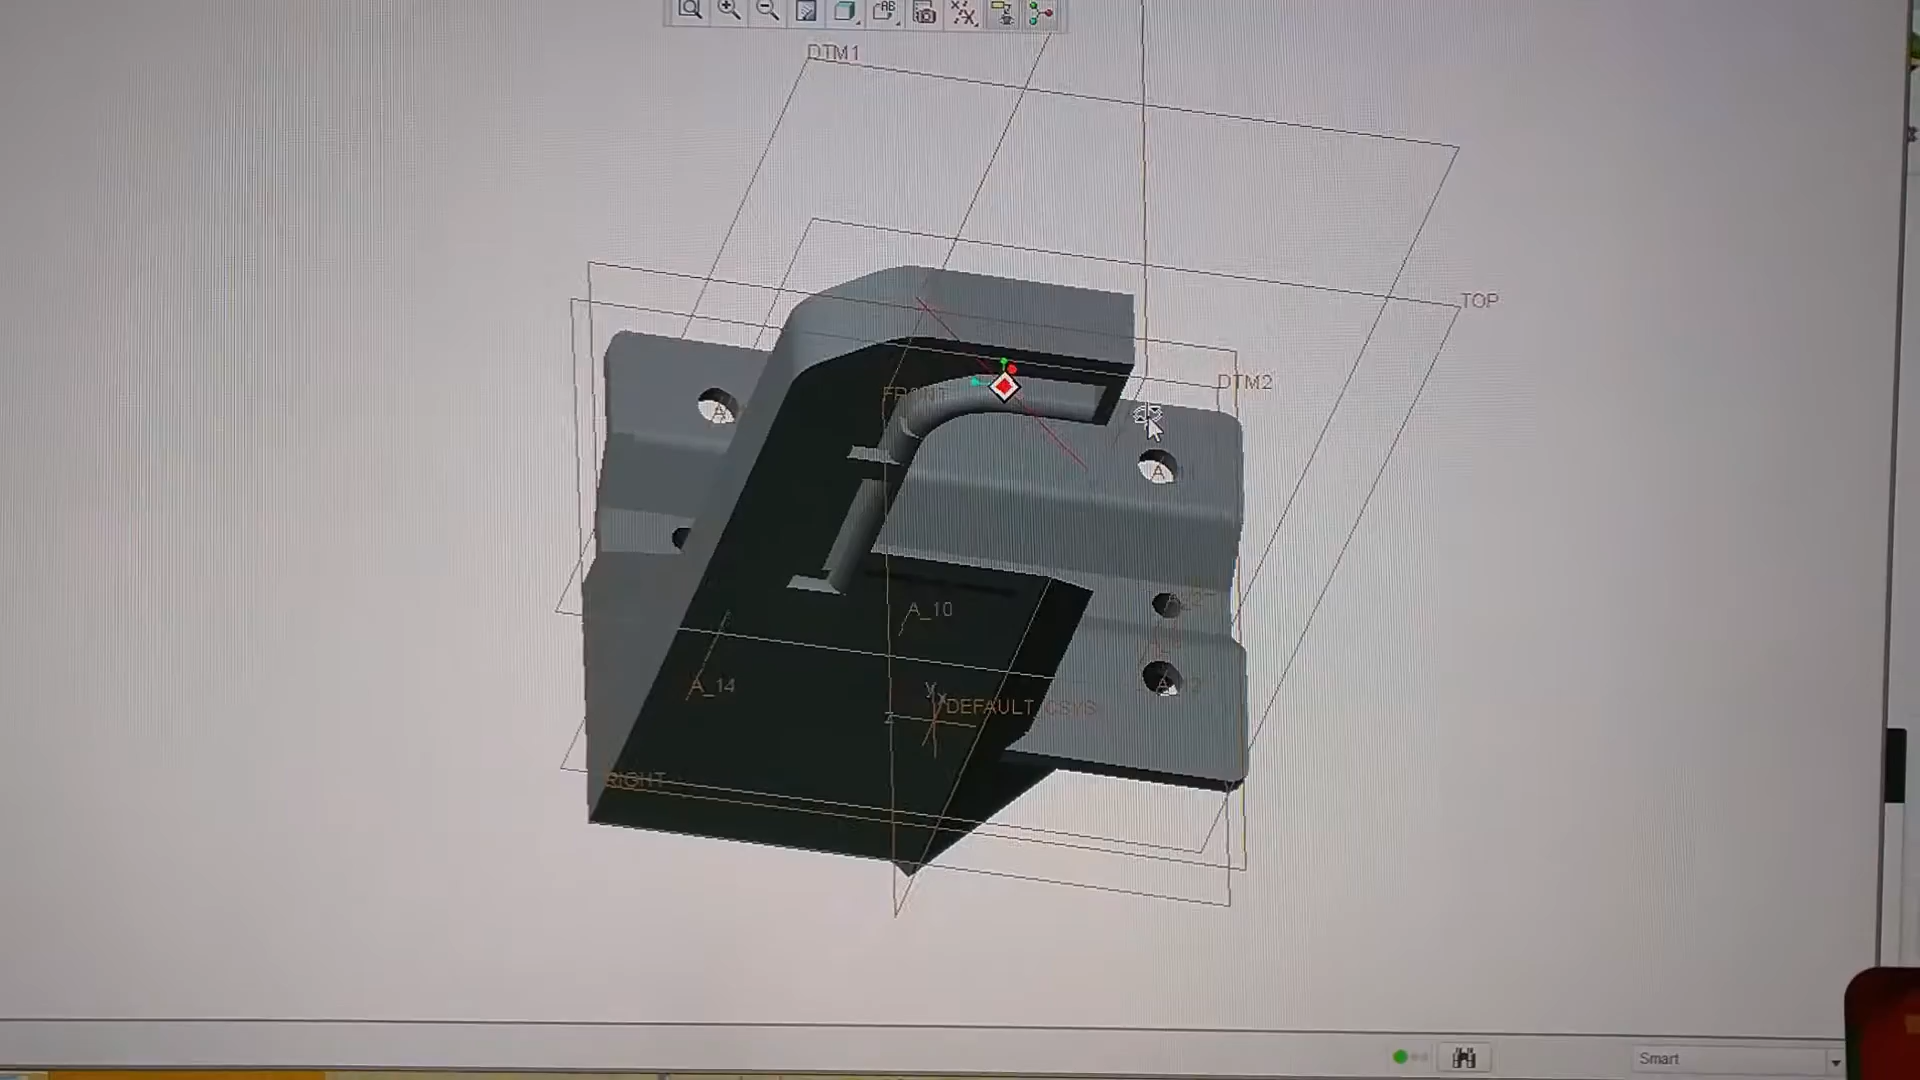 DTM1
TOP
DTM2
FRONT
A
A
A_10
A_14
A
Y
X
Z
DEFAULT_CSYS
RIGHT
Smart